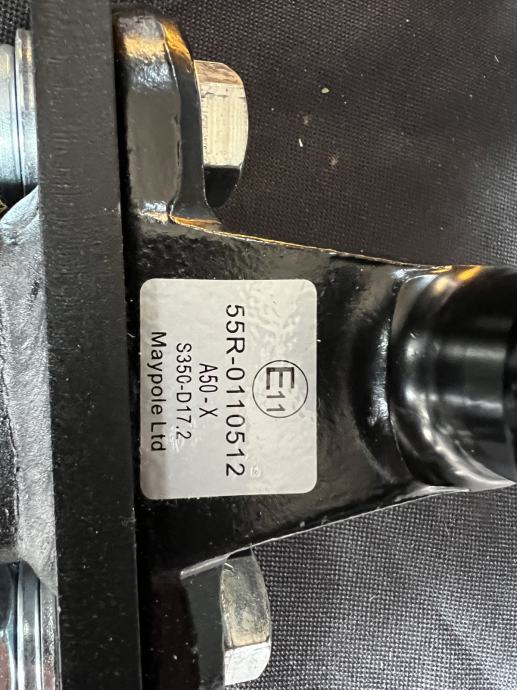 E11
55R-0110512
A50-X
S350-D17.2
Maypole Ltd